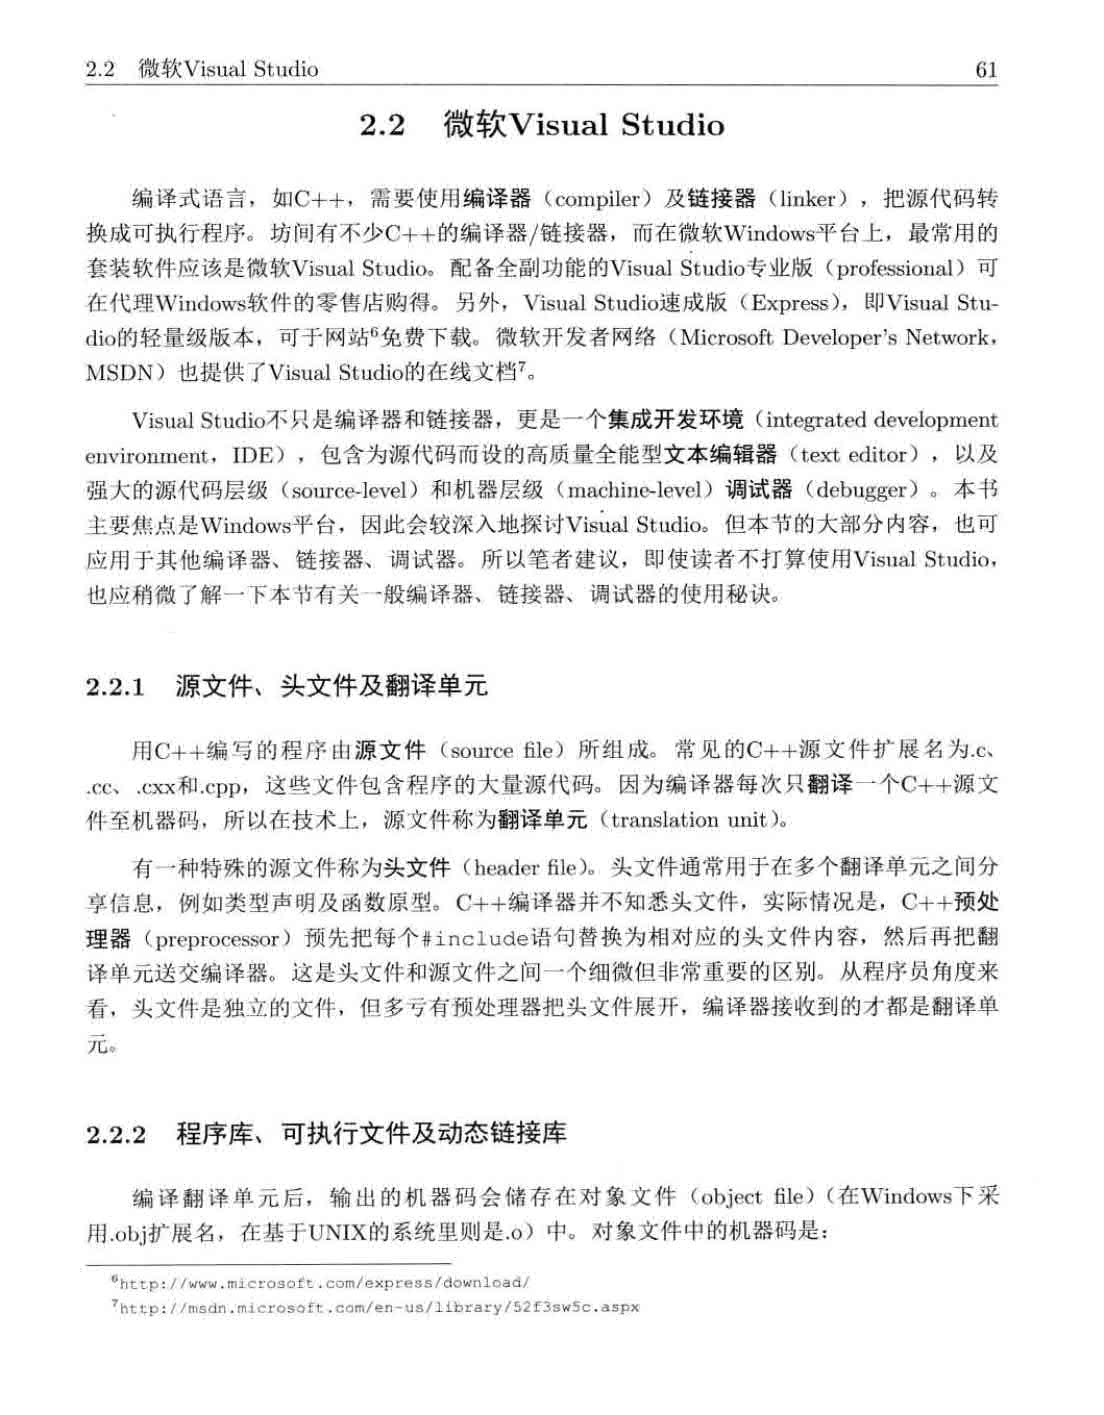 2.2 微软Visual Studio 61
2.2 微软Visual Studio
编译式语言，如C++，需要使用编译器（compiler）及链接器（linker），把源代码转
换成可执行程序。坊间有不少C++的编译器/链接器，而在微软Windows平台上，最常用的
套装软件应该是微软Visual Studio。配备全副功能的Visual Studio专业版（professional）可
在代理Windows软件的零售店购得。另外，Visual Studio速成版（Express），即Visual Stu-
dio的轻量级版本，可于网站⁶免费下载。微软开发者网络（Microsoft Developer's Network，
MSDN）也提供了Visual Studio的在线文档⁷。
Visual Studio不只是编译器和链接器，更是一个集成开发环境（integrated development
environment，IDE），包含为源代码而设的高质量全能型文本编辑器（text editor），以及
强大的源代码层级（source-level）和机器层级（machine-level）调试器（debugger）。本书
主要焦点是Windows平台，因此会较深入地探讨Visual Studio。但本节的大部分内容，也可
应用于其他编译器、链接器、调试器。所以笔者建议，即使读者不打算使用Visual Studio，
也应稍微了解一下本节有关一般编译器、链接器、调试器的使用秘诀。
2.2.1 源文件、头文件及翻译单元
用C++编写的程序由源文件（source file）所组成。常见的C++源文件扩展名为.c、
.cc、.cxx和.cpp，这些文件包含程序的大量源代码。因为编译器每次只翻译一个C++源文
件至机器码，所以在技术上，源文件称为翻译单元（translation unit）。
有一种特殊的源文件称为头文件（header file）。头文件通常用于在多个翻译单元之间分
享信息，例如类型声明及函数原型。C++编译器并不知悉头文件，实际情况是，C++预处
理器（preprocessor）预先把每个#include语句替换为相对应的头文件内容，然后再把翻
译单元送交编译器。这是头文件和源文件之间一个细微但非常重要的区别。从程序员角度来
看，头文件是独立的文件，但多亏有预处理器把头文件展开，编译器接收到的才都是翻译单
元。
2.2.2 程序库、可执行文件及动态链接库
编译翻译单元后，输出的机器码会储存在对象文件（object file）（在Windows下采
用.obj扩展名，在基于UNIX的系统里则是.o）中。对象文件中的机器码是：
⁶http://www.microsoft.com/express/download/
⁷http://msdn.microsoft.com/en-us/library/52f3sw5c.aspx